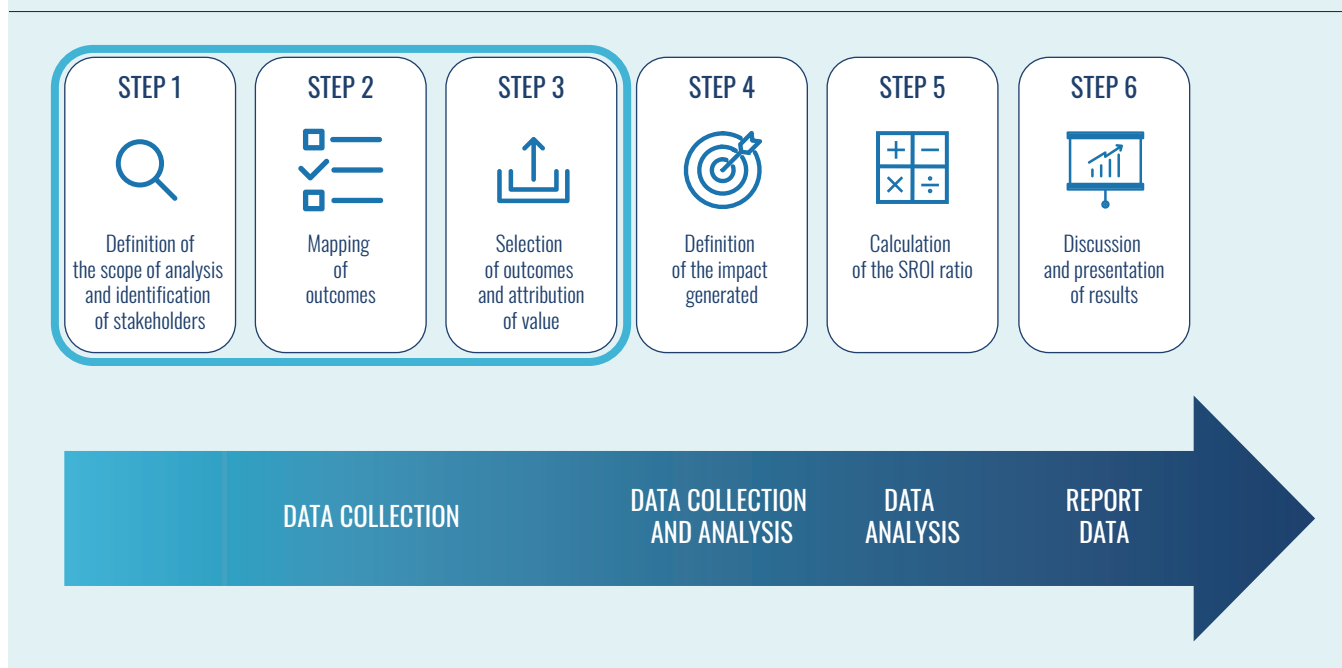 STEP 1
Definition of
the scope of analysis
and identification
of stakeholders
STEP 2
Mapping
of
outcomes
STEP 3
Selection
of outcomes
and attribution
of value
STEP 4
Definition
of the impact
generated
STEP 5
Calculation
of the SROI ratio
STEP 6
Discussion
and presentation
of results
DATA COLLECTION
DATA COLLECTION
AND ANALYSIS
DATA
ANALYSIS
REPORT
DATA